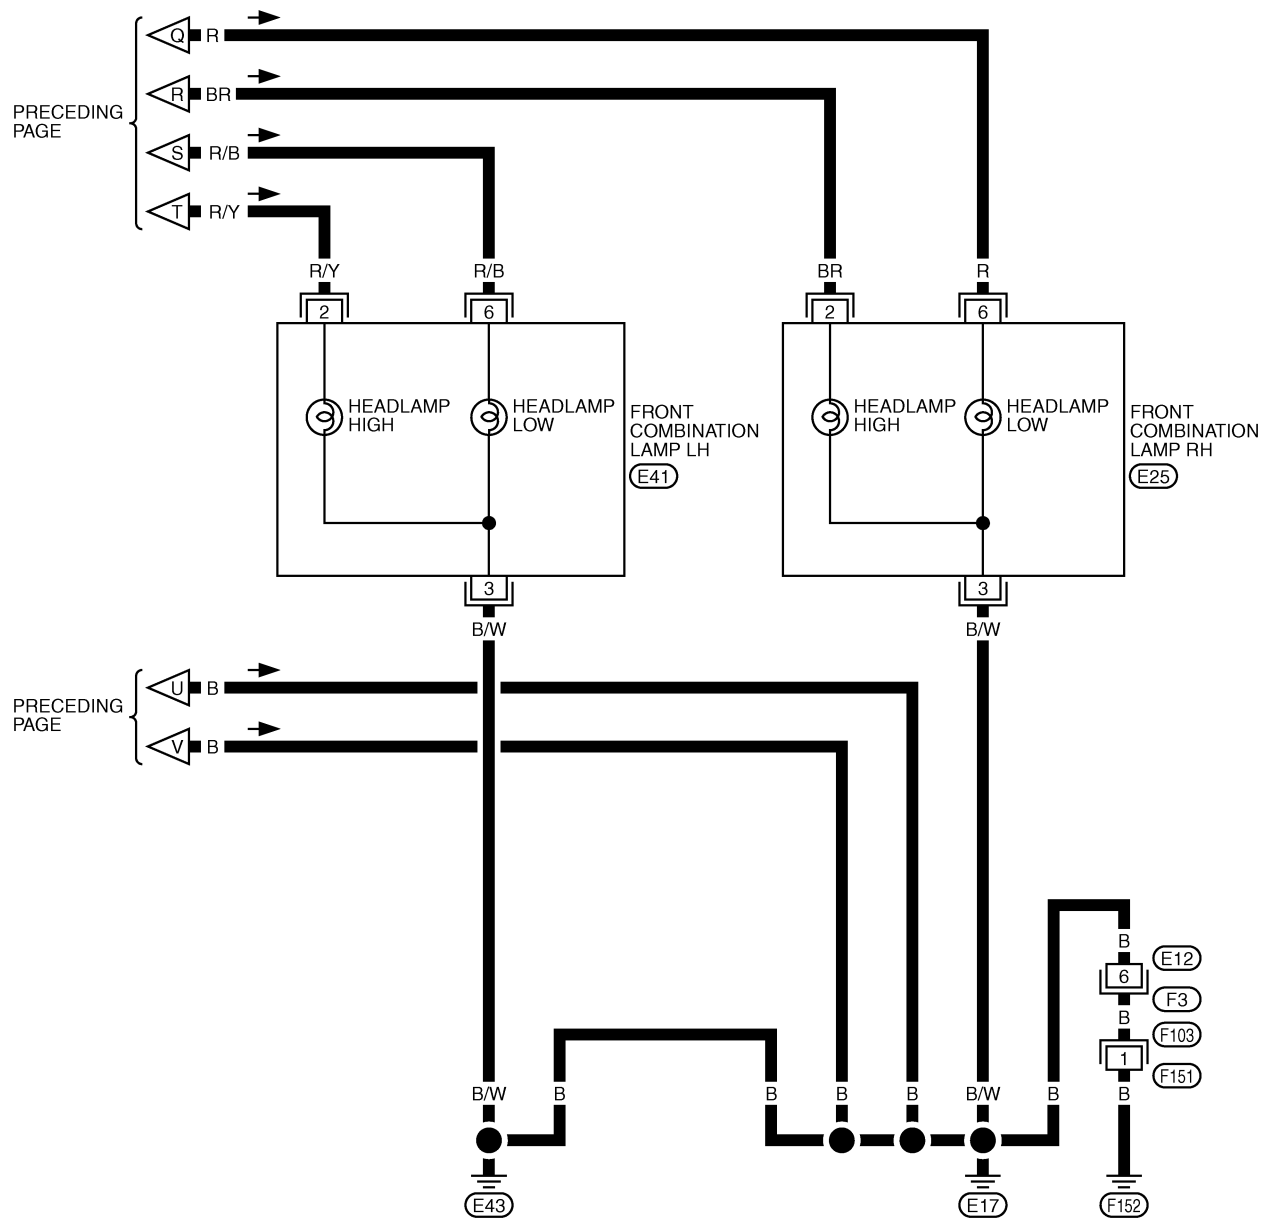 Q R
R BR
PRECEDING
PAGE
S R/B
T R/Y
R/Y R/B BR R
2 6 2 6
HEADLAMP
HIGH
HEADLAMP
LOW
FRONT
COMBINATION
LAMP LH
E41
HEADLAMP
HIGH
HEADLAMP
LOW
FRONT
COMBINATION
LAMP RH
E25
3 3
B/W B/W
PRECEDING
PAGE
U B
V B
B
E12
6
F3
B
F103
1
F151
B/W B B B B B/W B B
E43 E17 F152